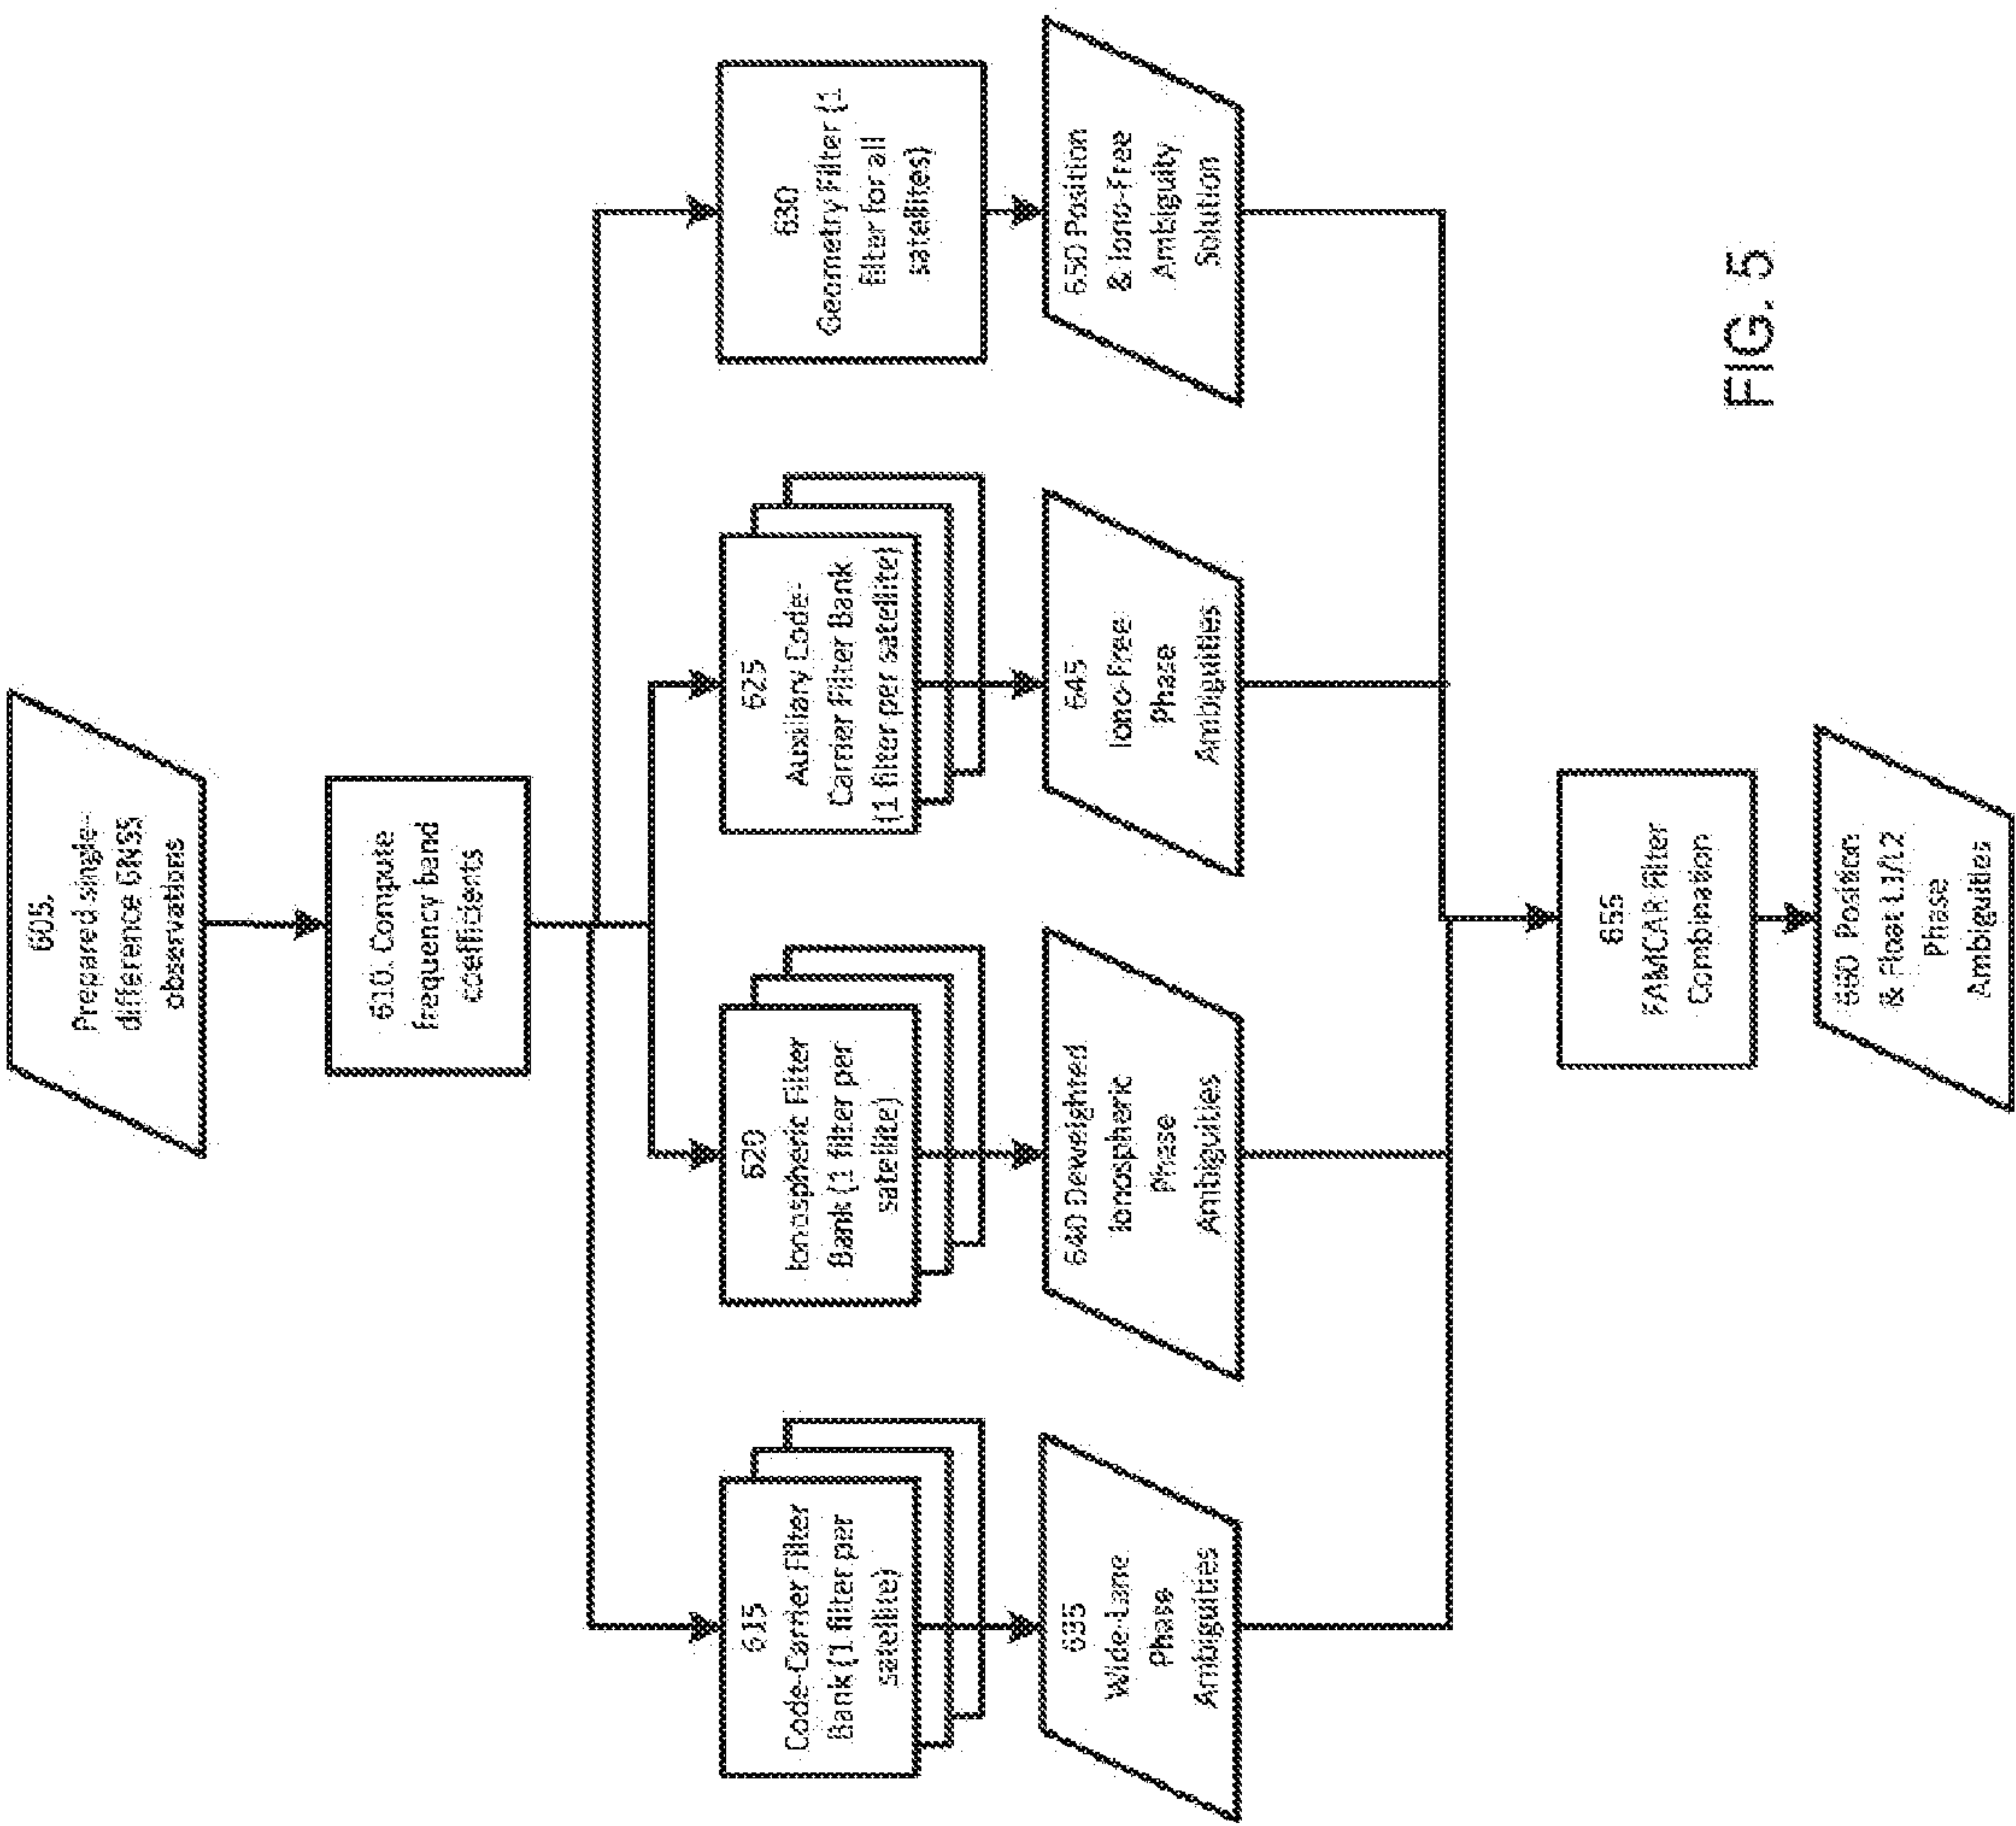 605.
Prepared single-
difference GNSS
observations
610. Compute
frequency band
coefficients
615
Code-Carrier Filter
Bank (1 filter per
satellite)
620
Ionospheric Filter
Bank (1 filter per
satellite)
625
Auxiliary Code-
Carrier Filter Bank
(1 filter per satellite)
630
Geometry Filter (1
filter for all
satellites)
635
Wide-Lane
Phase
Ambiguities
640 Deweighted
Ionospheric
Phase
Ambiguities
645
Iono-Free
Phase
Ambiguities
650 Position
& Iono-Free
Ambiguity
Solution
655
FAMCAR Filter
Combination
660 Position
& Float L1/L2
Phase
Ambiguities
FIG. 5